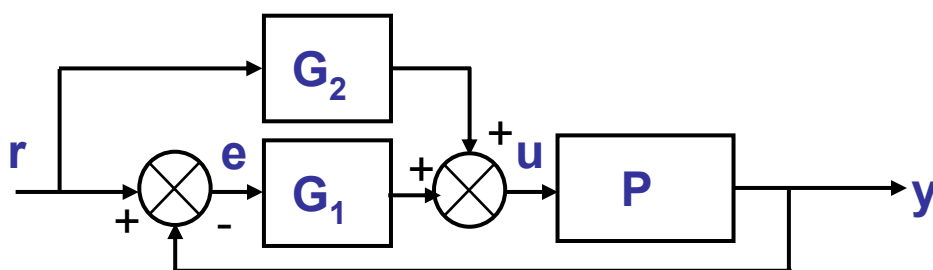 G₂
r
e
G₁
+
+
u
P
y
+
-